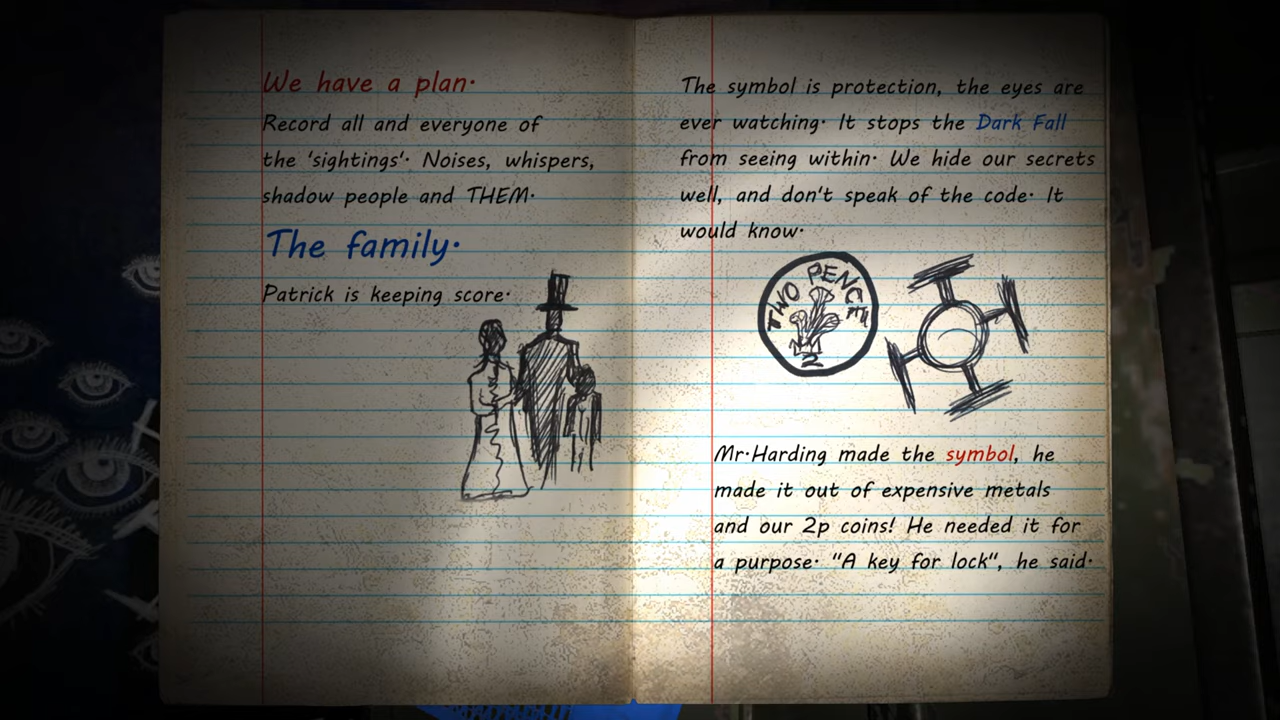 We have a plan.
Record all and everyone of
the 'sightings'. Noises, whispers,
shadow people and THEM.
The family.
Patrick is keeping score.
The symbol is protection, the eyes are
ever watching. It stops the Dark Fall
from seeing within. We hide our secrets
well, and don't speak of the code. It
would know.
TWO PENCE
2
Mr.Harding made the symbol, he
made it out of expensive metals
and our 2p coins! He needed it for
a purpose. "A key for lock", he said.